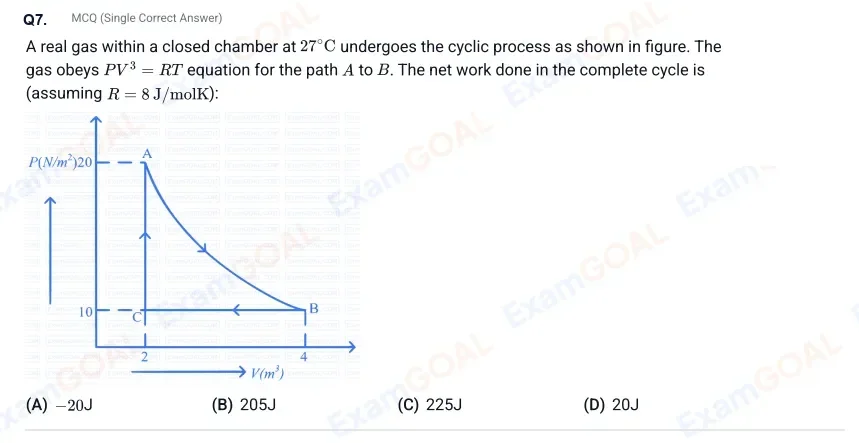 Q7. MCQ (Single Correct Answer)
A real gas within a closed chamber at 27°C undergoes the cyclic process as shown in figure. The
gas obeys PV³ = RT equation for the path A to B. The net work done in the complete cycle is
(assuming R = 8 J/molK):
A
P(N/m²)20
10
C
B
2
4
V(m³)
(A) −20J (B) 205J (C) 225J (D) 20J
ExamGOAL